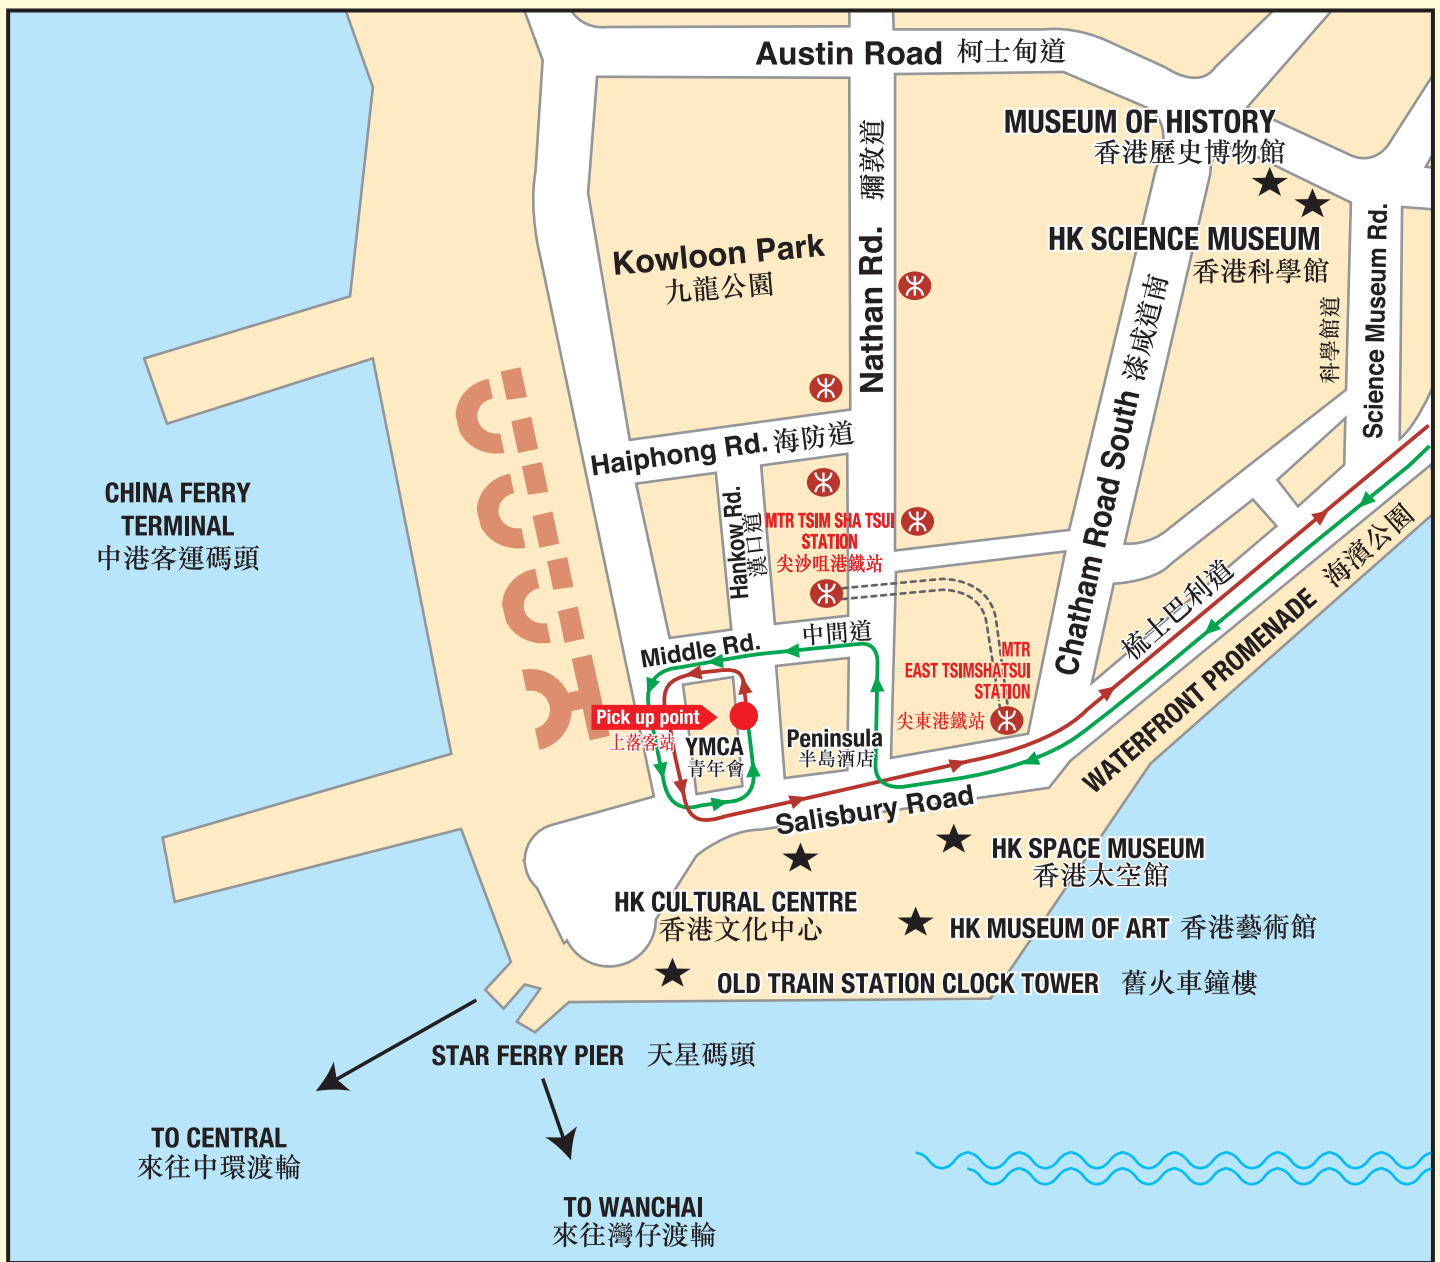 Austin Road 柯士甸道
MUSEUM OF HISTORY
香港歷史博物館
彌敦道
Nathan Rd.
HK SCIENCE MUSEUM
香港科學館
Science Museum Rd.
科學館道
Kowloon Park
九龍公園
Chatham Road South 漆咸道南
Haiphong Rd. 海防道
Hankow Rd.
漢口道
CHINA FERRY
TERMINAL
中港客運碼頭
MTR TSIM SHA TSUI
STATION
尖沙咀港鐵站
梳士巴利道
WATERFRONT PROMENADE 海濱公園
Middle Rd. 中間道
MTR
EAST TSIMSHATSUI
STATION
尖東港鐵站
Pick up point
上落客站
YMCA
青年會
Peninsula
半島酒店
Salisbury Road
HK SPACE MUSEUM
香港太空館
HK CULTURAL CENTRE
香港文化中心
HK MUSEUM OF ART 香港藝術館
OLD TRAIN STATION CLOCK TOWER 舊火車鐘樓
STAR FERRY PIER 天星碼頭
TO CENTRAL
來往中環渡輪
TO WANCHAI
來往灣仔渡輪